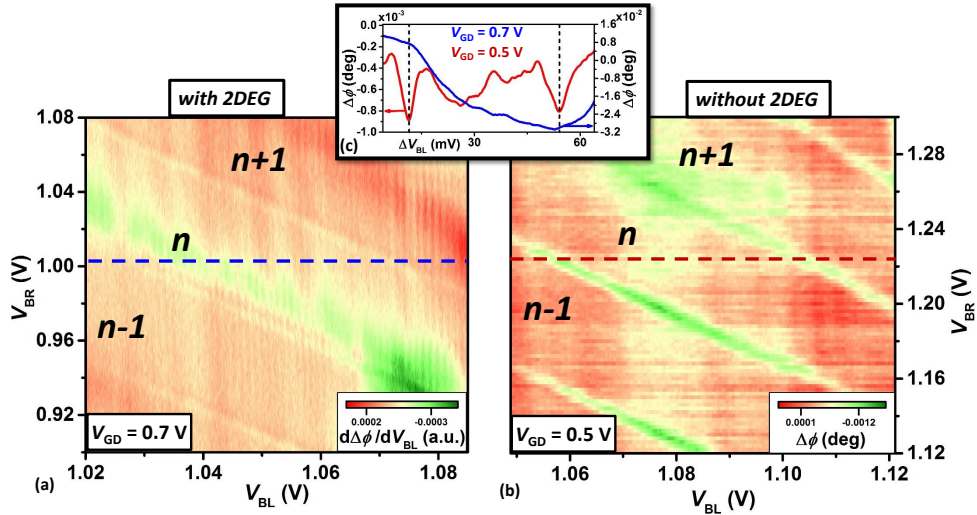 ×10⁻³
×10⁻²
0.0
-0.2
-0.4
-0.6
-0.8
-1.0
Δϕ (deg)
V_GD = 0.7 V
V_GD = 0.5 V
1.6
0.8
0.0
-0.8
-1.6
-2.4
-3.2
Δϕ (deg)
(c)
ΔV_BL (mV)
30
60
with 2DEG
1.08
1.04
1.00
0.96
0.92
V_BR (V)
n+1
n
n-1
V_GD = 0.7 V
0.0002 -0.0003
dΔϕ/dV_BL (a.u.)
1.02 1.04 1.06 1.08
(a)
V_BL (V)
without 2DEG
n+1
n
n-1
1.28
1.24
1.20
1.16
1.12
V_BR (V)
V_GD = 0.5 V
0.0001 -0.0012
Δϕ (deg)
1.06 1.08 1.10 1.12
(b)
V_BL (V)